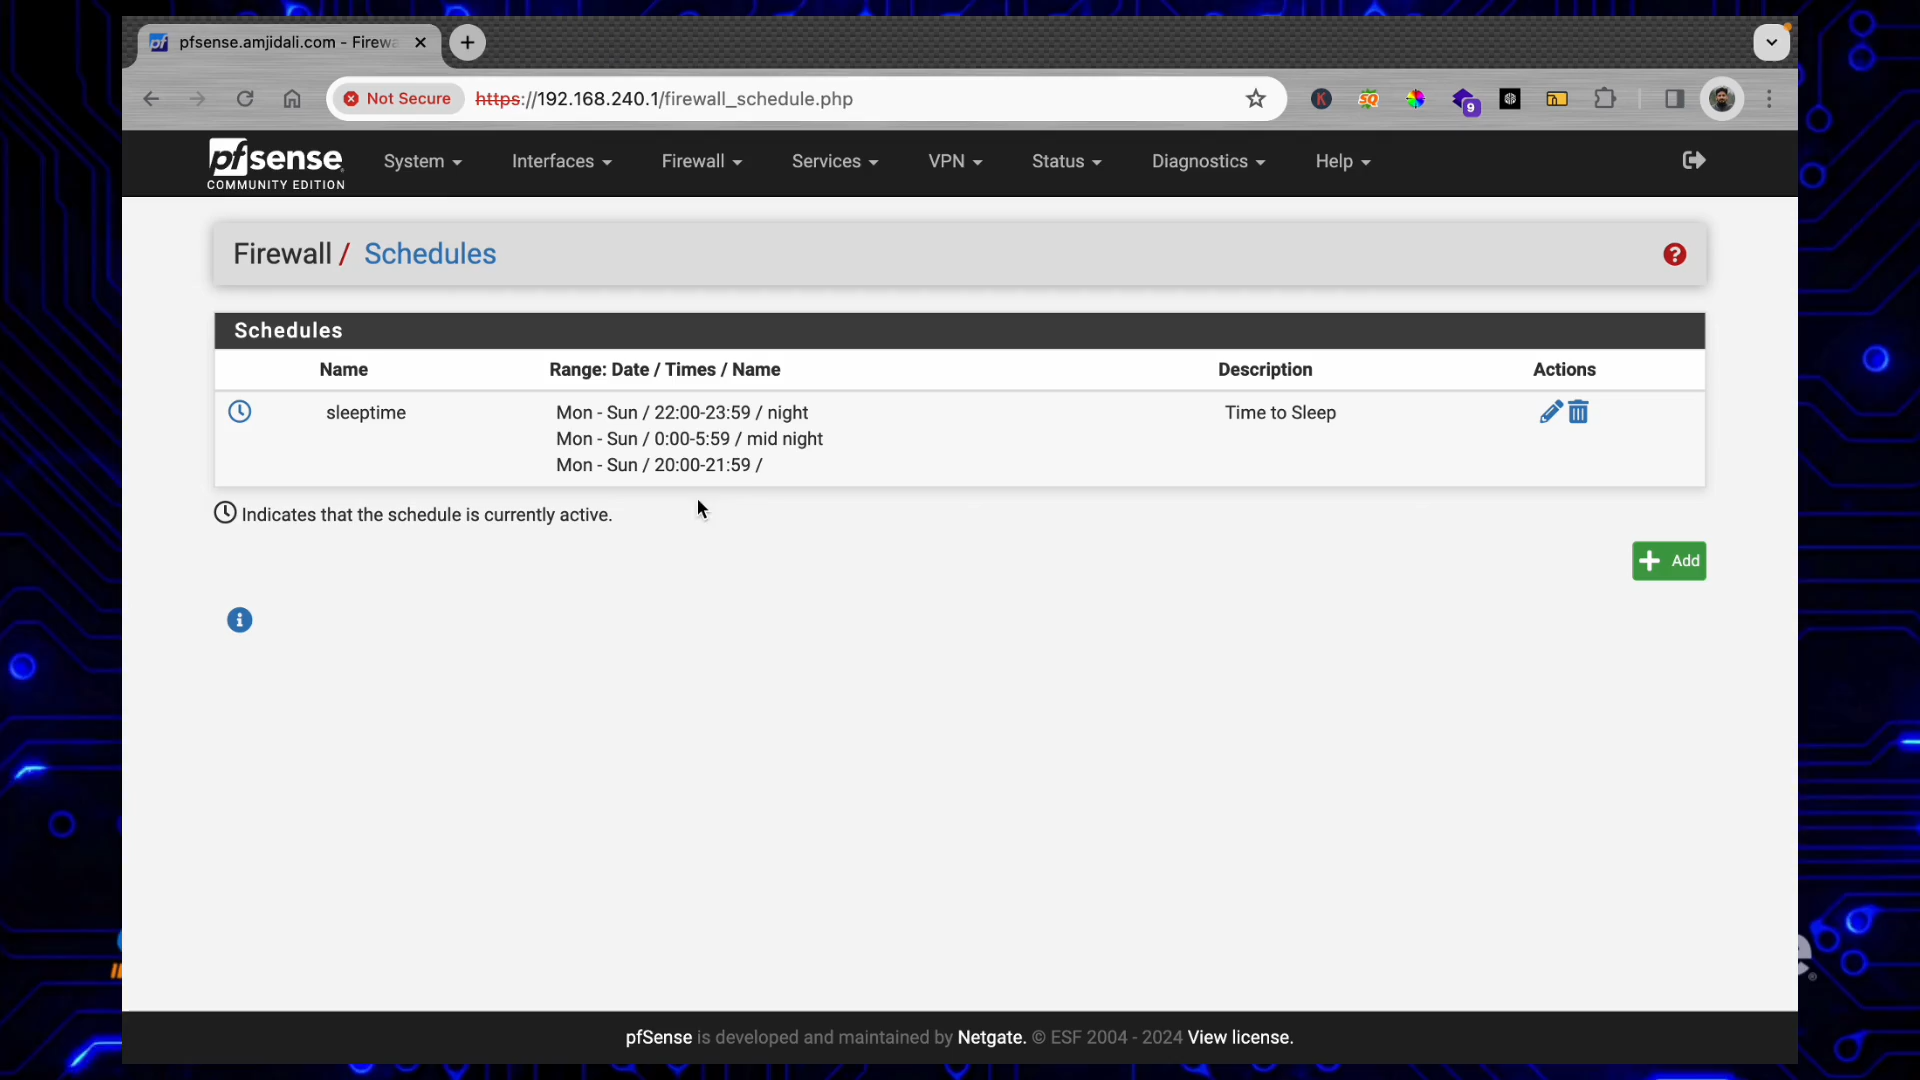 pfsense.amjidali.com - Firewa
Not Secure https://192.168.240.1/firewall_schedule.php
9
pfsense
COMMUNITY EDITION
System Interfaces Firewall Services VPN Status Diagnostics Help
Firewall / Schedules
Schedules
Name Range: Date / Times / Name Description Actions
sleeptime Mon - Sun / 22:00-23:59 / night Time to Sleep
Mon - Sun / 0:00-5:59 / mid night
Mon - Sun / 20:00-21:59 /
Indicates that the schedule is currently active.
Add
pfSense is developed and maintained by Netgate. © ESF 2004 - 2024 View license.